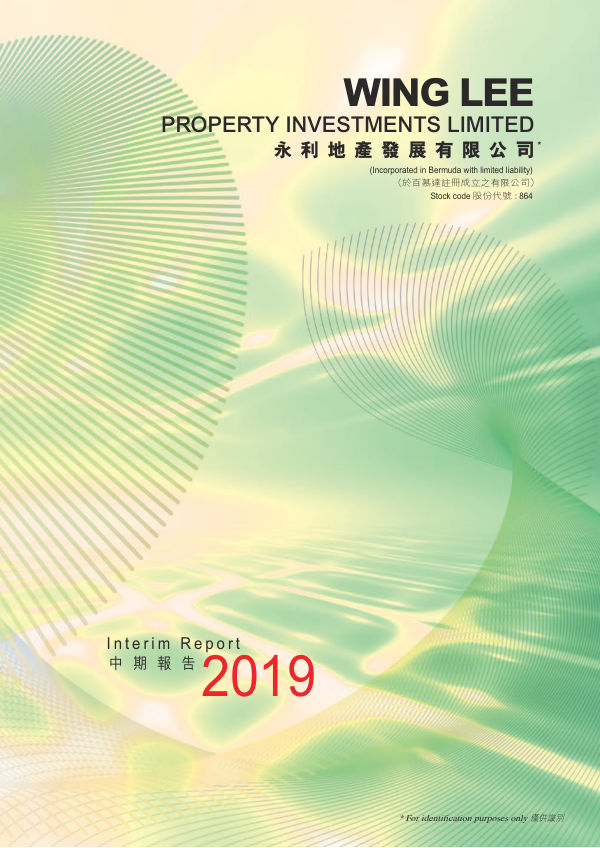 WING LEE
PROPERTY INVESTMENTS LIMITED
永利地產發展有限公司*
(Incorporated in Bermuda with limited liability)
(於百慕達註冊成立之有限公司)
Stock code 股份代號 : 864
Interim Report
中期報告 2019
* For identification purposes only 僅供識別